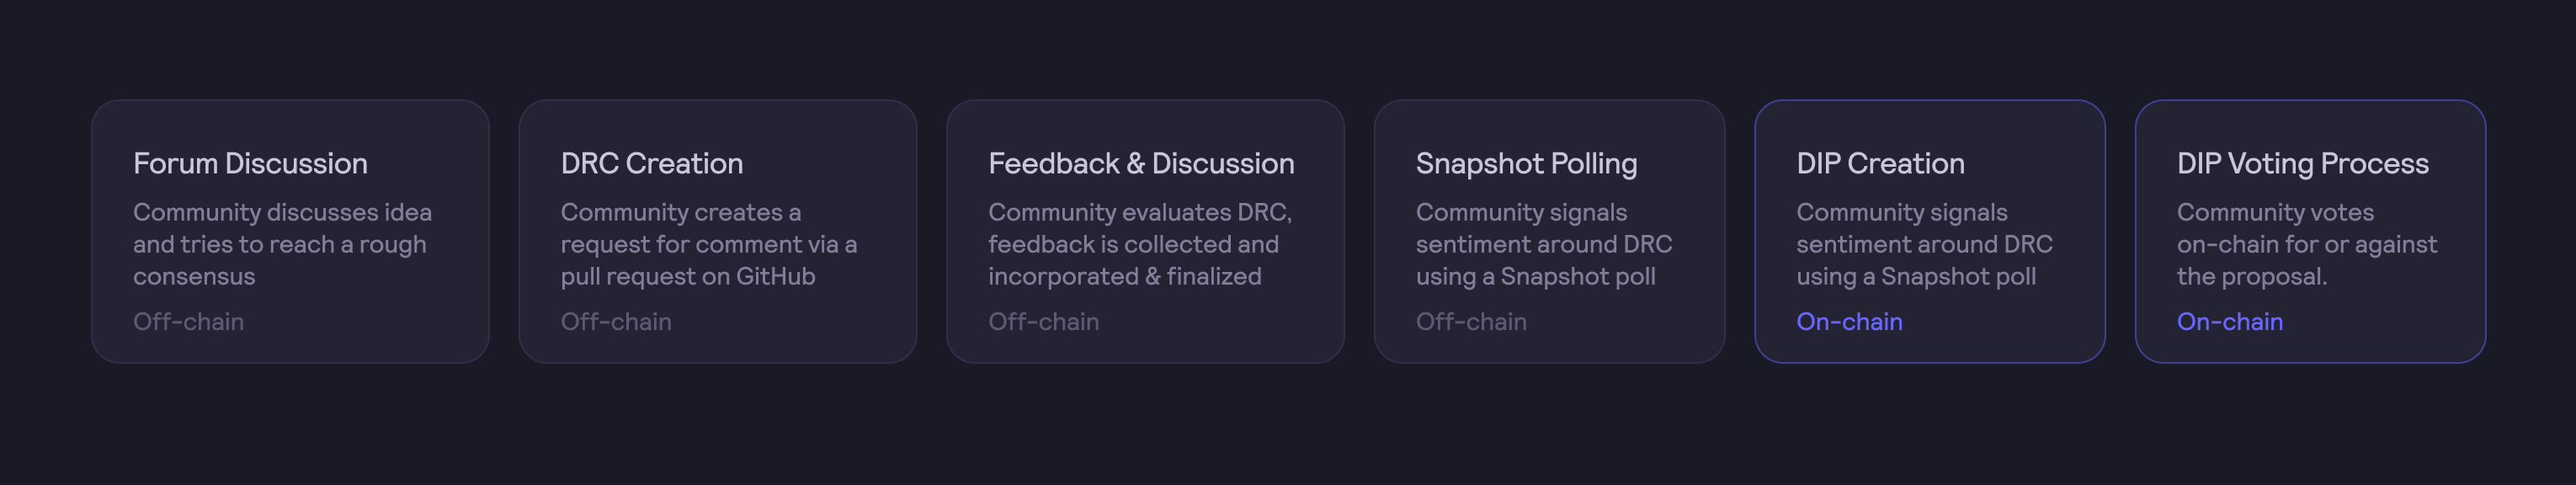 Forum Discussion
Community discusses idea
and tries to reach a rough
consensus
Off-chain
DRC Creation
Community creates a
request for comment via a
pull request on GitHub
Off-chain
Feedback & Discussion
Community evaluates DRC,
feedback is collected and
incorporated & finalized
Off-chain
Snapshot Polling
Community signals
sentiment around DRC
using a Snapshot poll
Off-chain
DIP Creation
Community signals
sentiment around DRC
using a Snapshot poll
On-chain
DIP Voting Process
Community votes
on-chain for or against
the proposal.
On-chain